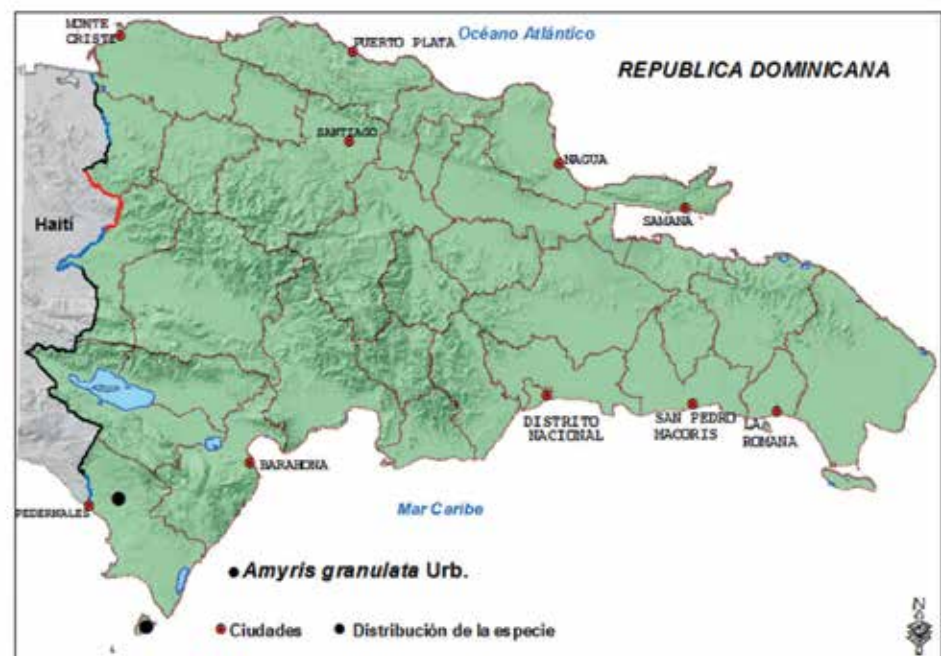 MONTE
CRISTI
Océano Atlántico
PUERTO PLATA
REPUBLICA DOMINICANA
SANTIAGO
NAGUA
SAMANA
Haití
DISTRITO
NACIONAL
SAN PEDRO
MACORIS
LA
ROMANA
BARAHONA
PEDERNALES
Mar Caribe
Amyris granulata Urb.
Ciudades
Distribución de la especie